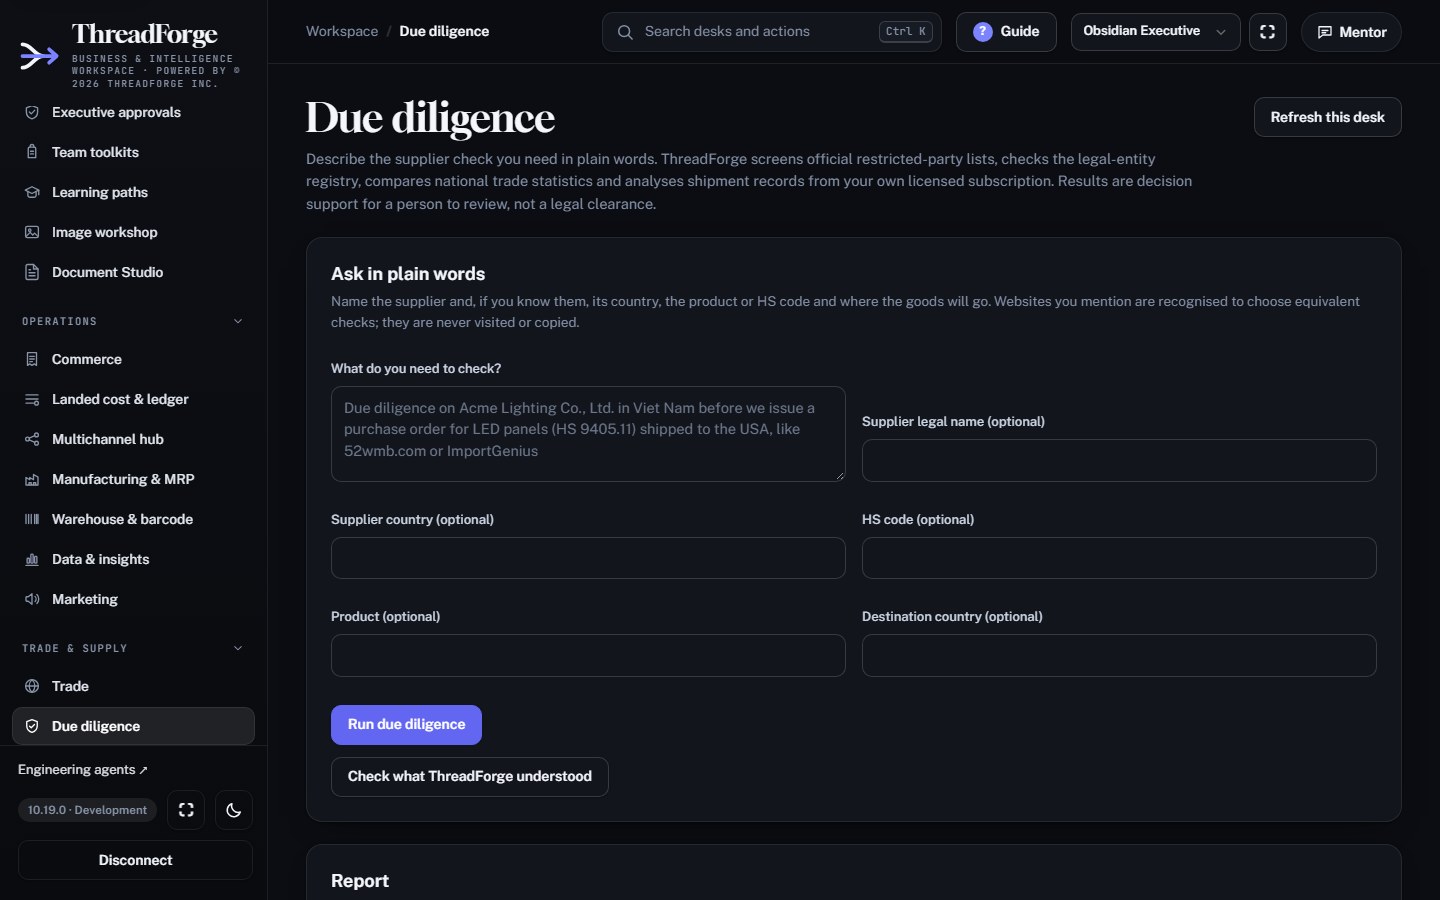 ThreadForge
BUSINESS & INTELLIGENCE
WORKSPACE · POWERED BY ©
2026 THREADFORGE INC.
Executive approvals
Team toolkits
Learning paths
Image workshop
Document Studio
OPERATIONS
Commerce
Landed cost & ledger
Multichannel hub
Manufacturing & MRP
Warehouse & barcode
Data & insights
Marketing
TRADE & SUPPLY
Trade
Due diligence
Engineering agents ↗
10.19.0 · Development
Disconnect
Workspace / Due diligence
Search desks and actions
Ctrl K
? Guide
Obsidian Executive
Mentor
Due diligence
Refresh this desk
Describe the supplier check you need in plain words. ThreadForge screens official restricted-party lists, checks the legal-entity
registry, compares national trade statistics and analyses shipment records from your own licensed subscription. Results are decision
support for a person to review, not a legal clearance.
Ask in plain words
Name the supplier and, if you know them, its country, the product or HS code and where the goods will go. Websites you mention are recognised to choose equivalent
checks; they are never visited or copied.
What do you need to check?
Due diligence on Acme Lighting Co., Ltd. in Viet Nam before we issue a
purchase order for LED panels (HS 9405.11) shipped to the USA, like
52wmb.com or ImportGenius
Supplier legal name (optional)
Supplier country (optional)
HS code (optional)
Product (optional)
Destination country (optional)
Run due diligence
Check what ThreadForge understood
Report